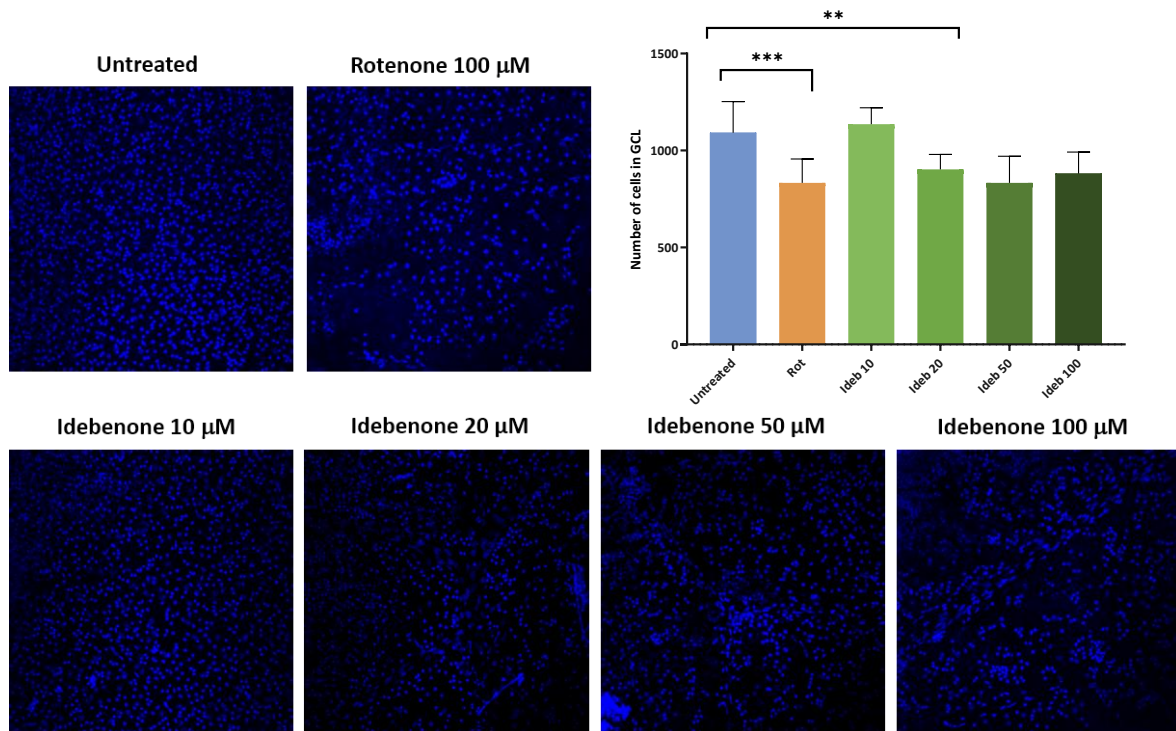 Untreated
Rotenone 100 μM
**
***
Number of cells in GCL
1500
1000
500
0
Untreated
Rot
Ideb 10
Ideb 20
Ideb 50
Ideb 100
Idebenone 10 μM
Idebenone 20 μM
Idebenone 50 μM
Idebenone 100 μM